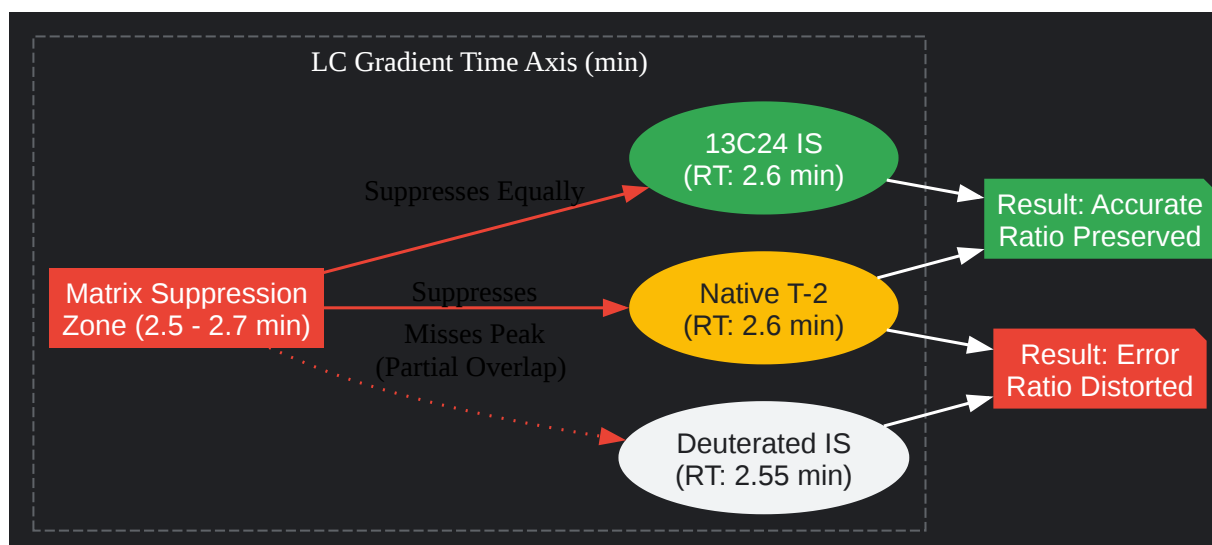 LC Gradient Time Axis (min)
13C24 IS
(RT: 2.6 min)
Suppresses Equally
Result: Accurate
Ratio Preserved
Matrix Suppression
Zone (2.5 - 2.7 min)
Suppresses
Native T-2
(RT: 2.6 min)
Misses Peak
(Partial Overlap)
Result: Error
Ratio Distorted
Deuterated IS
(RT: 2.55 min)